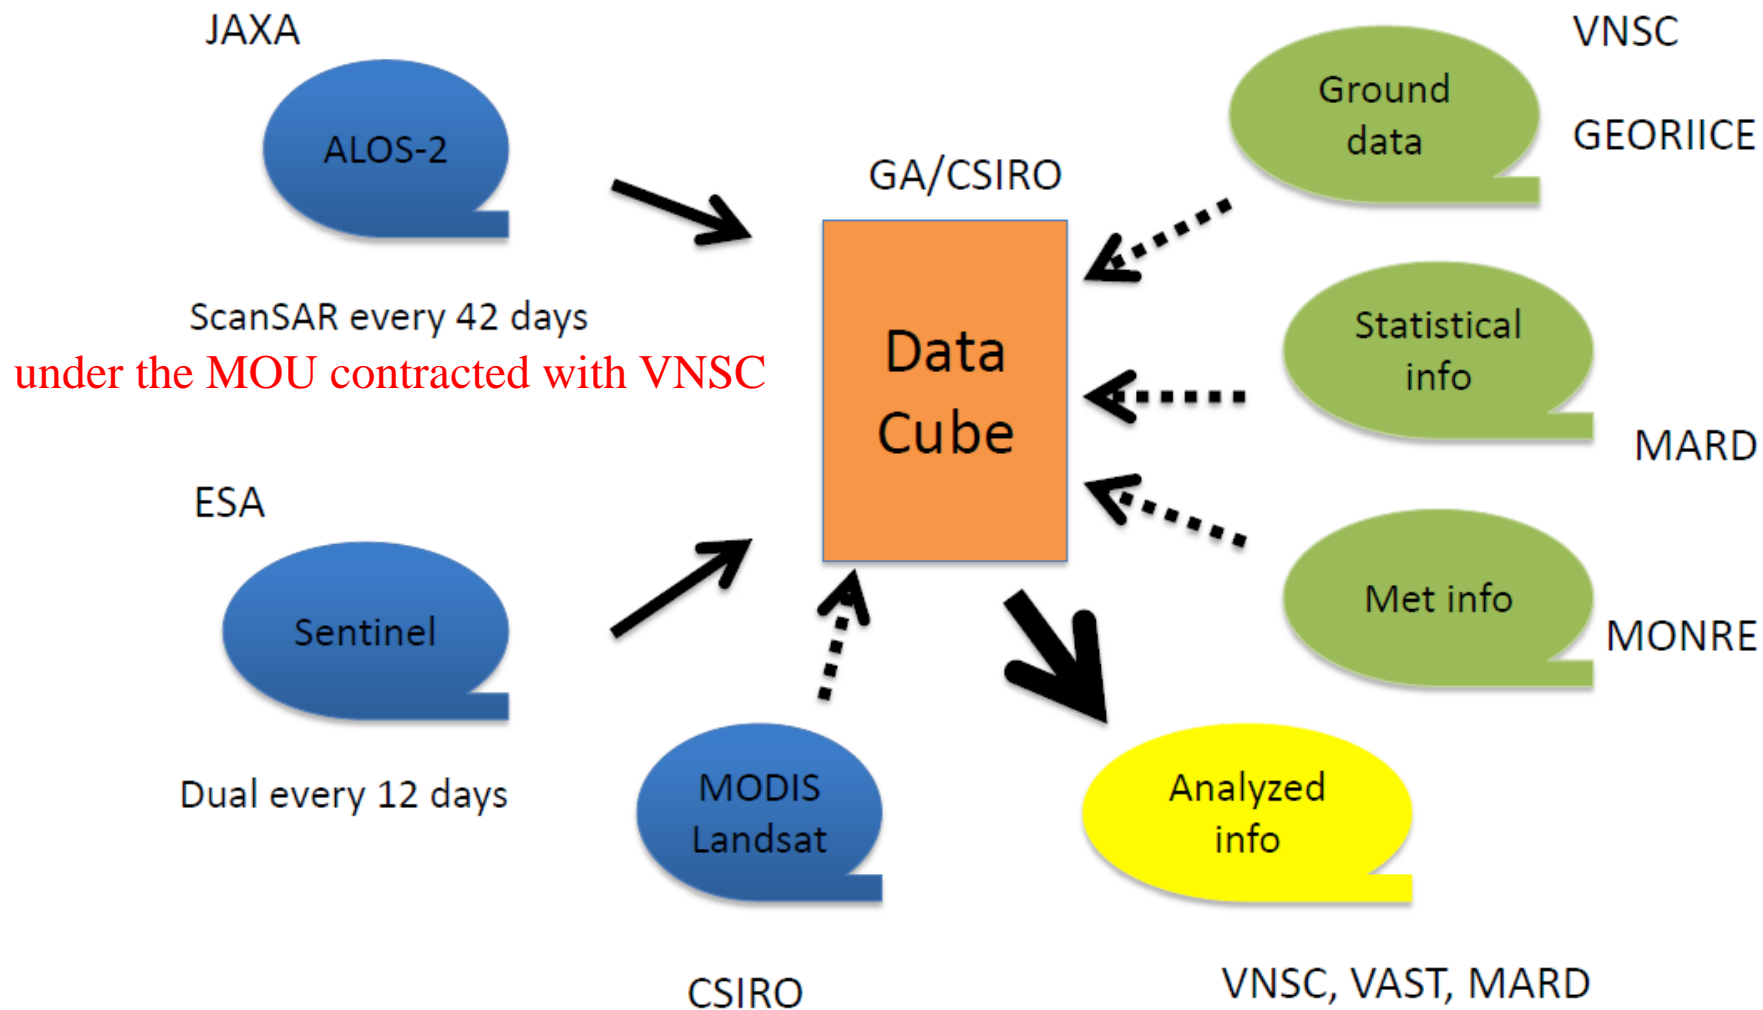 JAXA
ALOS-2
ScanSAR every 42 days
under the MOU contracted with VNSC
ESA
Sentinel
Dual every 12 days
MODIS
Landsat
CSIRO
GA/CSIRO
Data
Cube
VNSC
GEORIICE
Ground
data
Statistical
info
MARD
Met info
MONRE
Analyzed
info
VNSC, VAST, MARD